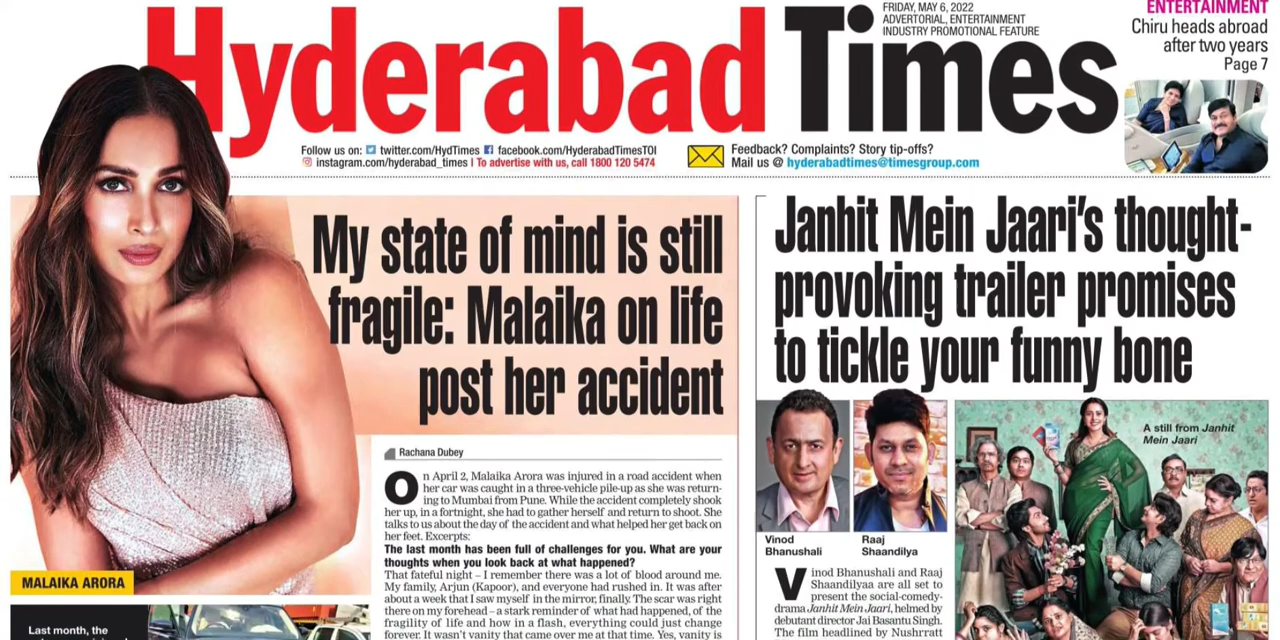 Hyderabad Times
FRIDAY, MAY 6, 2022
ADVERTORIAL, ENTERTAINMENT
INDUSTRY PROMOTIONAL FEATURE
ENTERTAINMENT
Chiru heads abroad
after two years
Page 7
Follow us on: twitter.com/HydTimes facebook.com/HyderabadTimesTOI
instagram.com/hyderabad_times | To advertise with us, call 1800 120 5474
Feedback? Complaints? Story tip-offs?
Mail us @ hyderabadtimes@timesgroup.com
My state of mind is still
fragile: Malaika on life
post her accident
MALAIKA ARORA
Last month, the
Rachana Dubey
On April 2, Malaika Arora was injured in a road accident when
her car was caught in a three-vehicle pile-up as she was return-
ing to Mumbai from Pune. While the accident completely shook
her up, in a fortnight, she had to gather herself and return to shoot. She
talks to us about the day of the accident and what helped her get back on
her feet. Excerpts:
The last month has been full of challenges for you. What are your
thoughts when you look back at what happened?
That fateful night – I remember there was a lot of blood around me.
My family, Arjun (Kapoor), and everyone had rushed in. It was after
about a week that I saw myself in the mirror, finally. The scar was right
there on my forehead – a stark reminder of what had happened, of the
fragility of life and how in a flash, everything could just change
forever. It wasn't vanity that came over me at that time. Yes, vanity is
Janhit Mein Jaari's thought-
provoking trailer promises
to tickle your funny bone
Vinod
Bhanushali
Raaj
Shaandilya
A still from Janhit
Mein Jaari
Vinod Bhanushali and Raaj
Shaandilyaa are all set to
present the social-comedy-
drama Janhit Mein Jaari, helmed by
debutant director Jai Basantu Singh.
The film headlined by Nushrratt